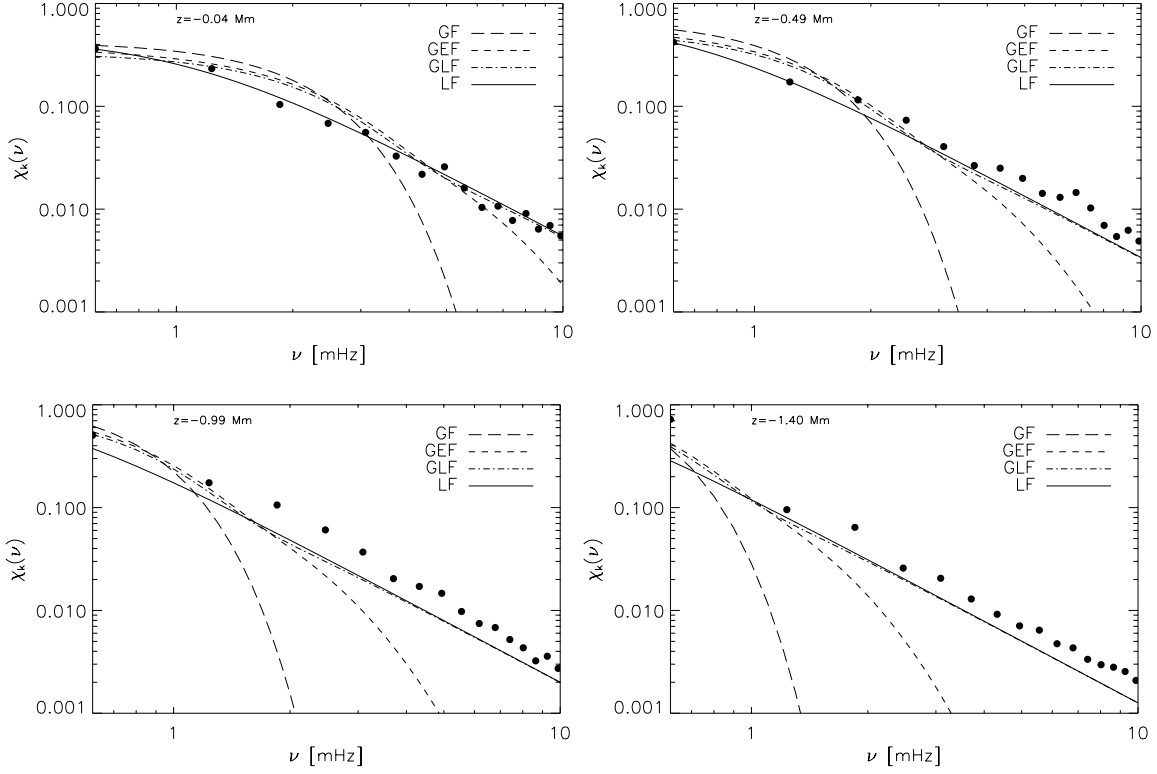 z=−0.04 Mm
GF
GEF
GLF
LF
1.000
0.100
0.010
0.001
χk(ν)
1
10
ν [mHz]
z=−0.49 Mm
GF
GEF
GLF
LF
1.000
0.100
0.010
0.001
χk(ν)
1
10
ν [mHz]
z=−0.99 Mm
GF
GEF
GLF
LF
1.000
0.100
0.010
0.001
χk(ν)
1
10
ν [mHz]
z=−1.40 Mm
GF
GEF
GLF
LF
1.000
0.100
0.010
0.001
χk(ν)
1
10
ν [mHz]